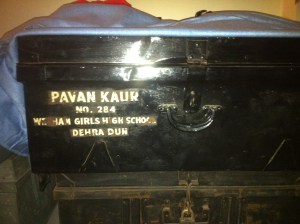 PAVAN KAUR
NO. 284
GIRLS HIGH SCHOOL
DEHRA DUN